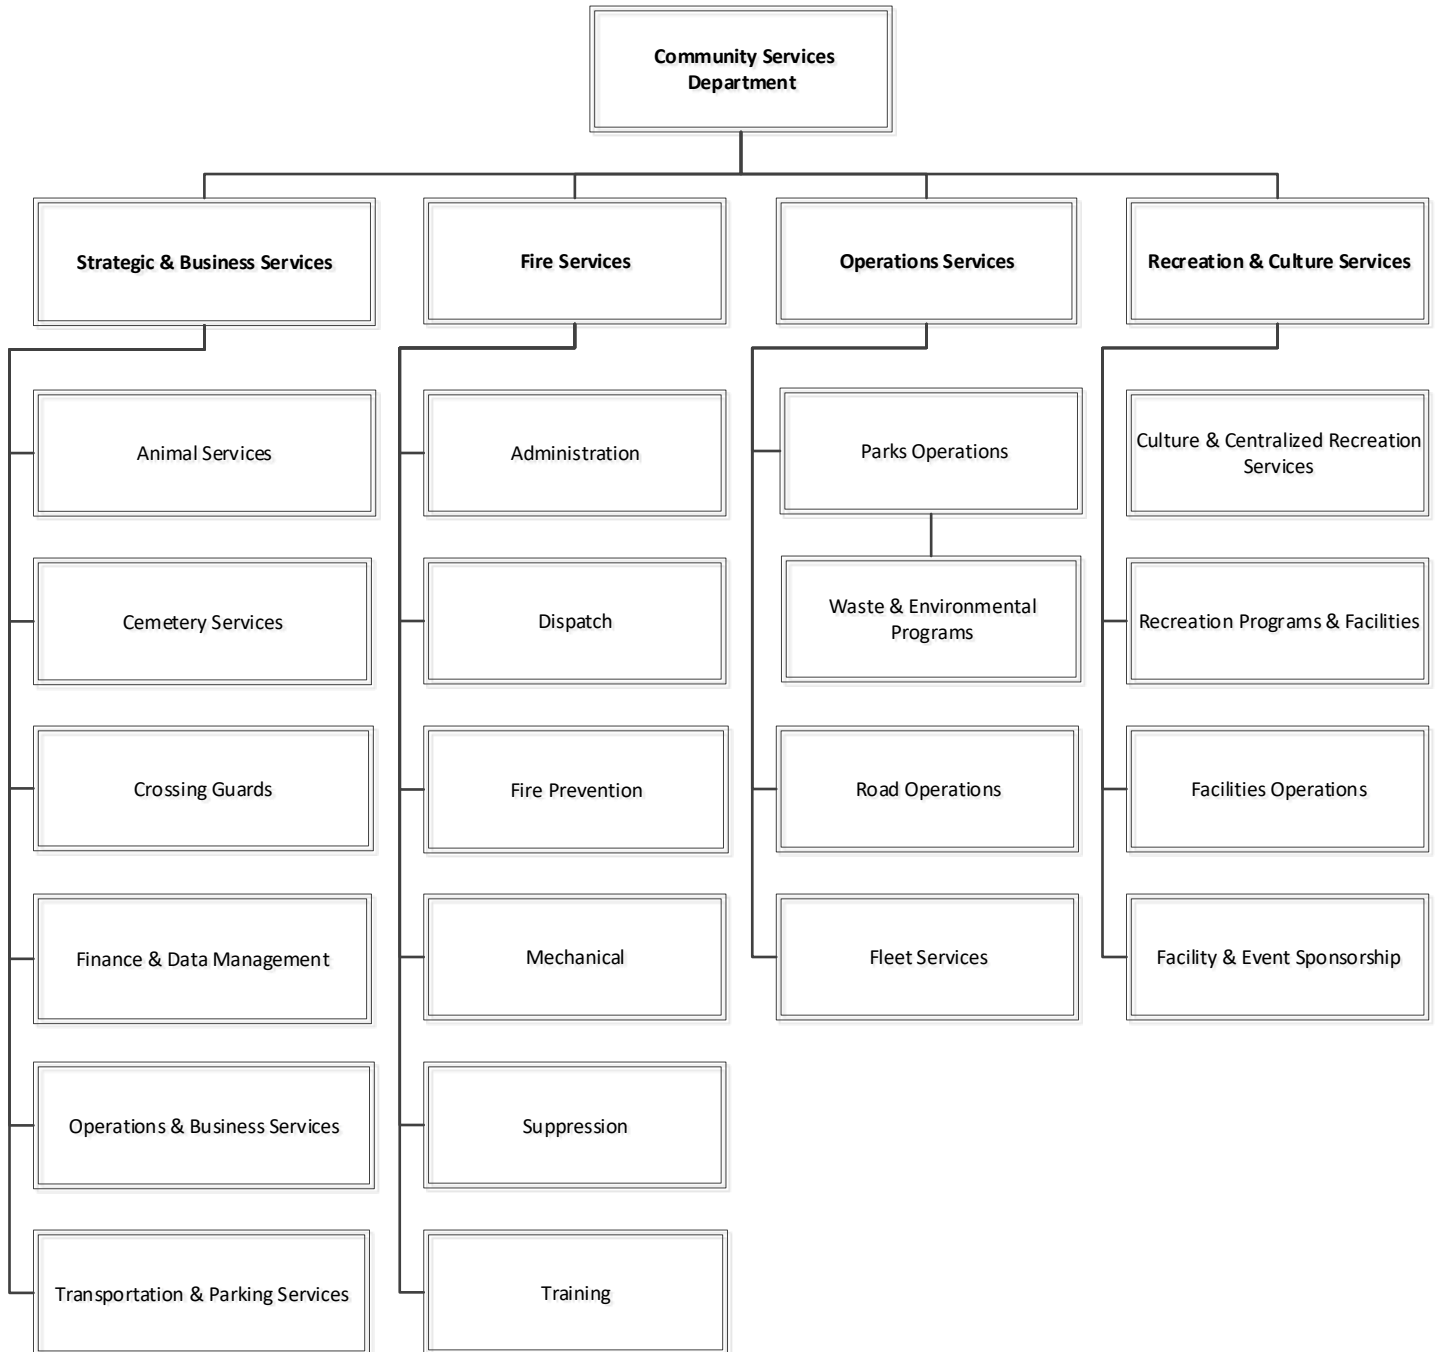 Community Services
Department
Strategic & Business Services
Fire Services
Operations Services
Recreation & Culture Services
Animal Services
Cemetery Services
Crossing Guards
Finance & Data Management
Operations & Business Services
Transportation & Parking Services
Administration
Dispatch
Fire Prevention
Mechanical
Suppression
Training
Parks Operations
Waste & Environmental
Programs
Road Operations
Fleet Services
Culture & Centralized Recreation
Services
Recreation Programs & Facilities
Facilities Operations
Facility & Event Sponsorship